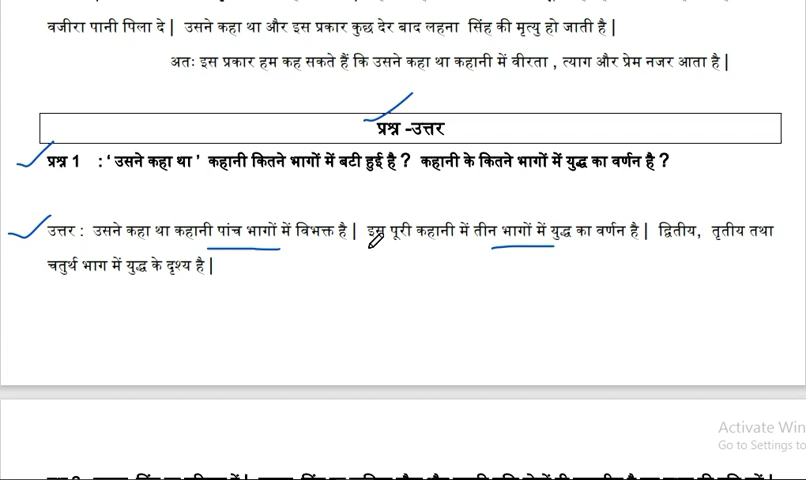 वजीरा पानी पिला दे | उसने कहा था और इस प्रकार कुछ देर बाद लहना सिंह की मृत्यु हो जाती है |
अतः इस प्रकार हम कह सकते हैं कि उसने कहा था कहानी में वीरता , त्याग और प्रेम नजर आता है |
प्रश्न -उत्तर
प्रश्न 1 : ' उसने कहा था ' कहानी कितने भागों में बटी हुई है ? कहानी के कितने भागों में युद्ध का वर्णन है ?
उत्तर : उसने कहा था कहानी पांच भागों में विभक्त है | इस पूरी कहानी में तीन भागों में युद्ध का वर्णन है | द्वितीय, तृतीय तथा
चतुर्थ भाग में युद्ध के दृश्य है |
Activate Win
Go to Settings to